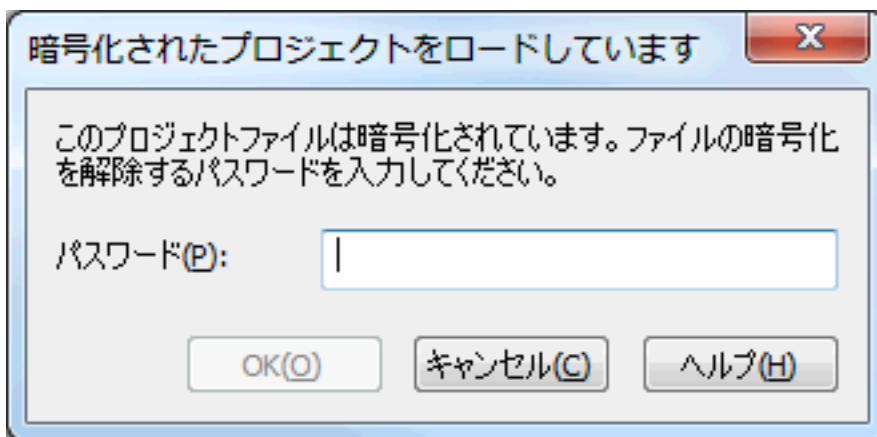 暗号化されたプロジェクトをロードしています
このプロジェクトファイルは暗号化されています。ファイルの暗号化
を解除するパスワードを入力してください。
パスワード(P):
OK(O)
キャンセル(C)
ヘルプ(H)